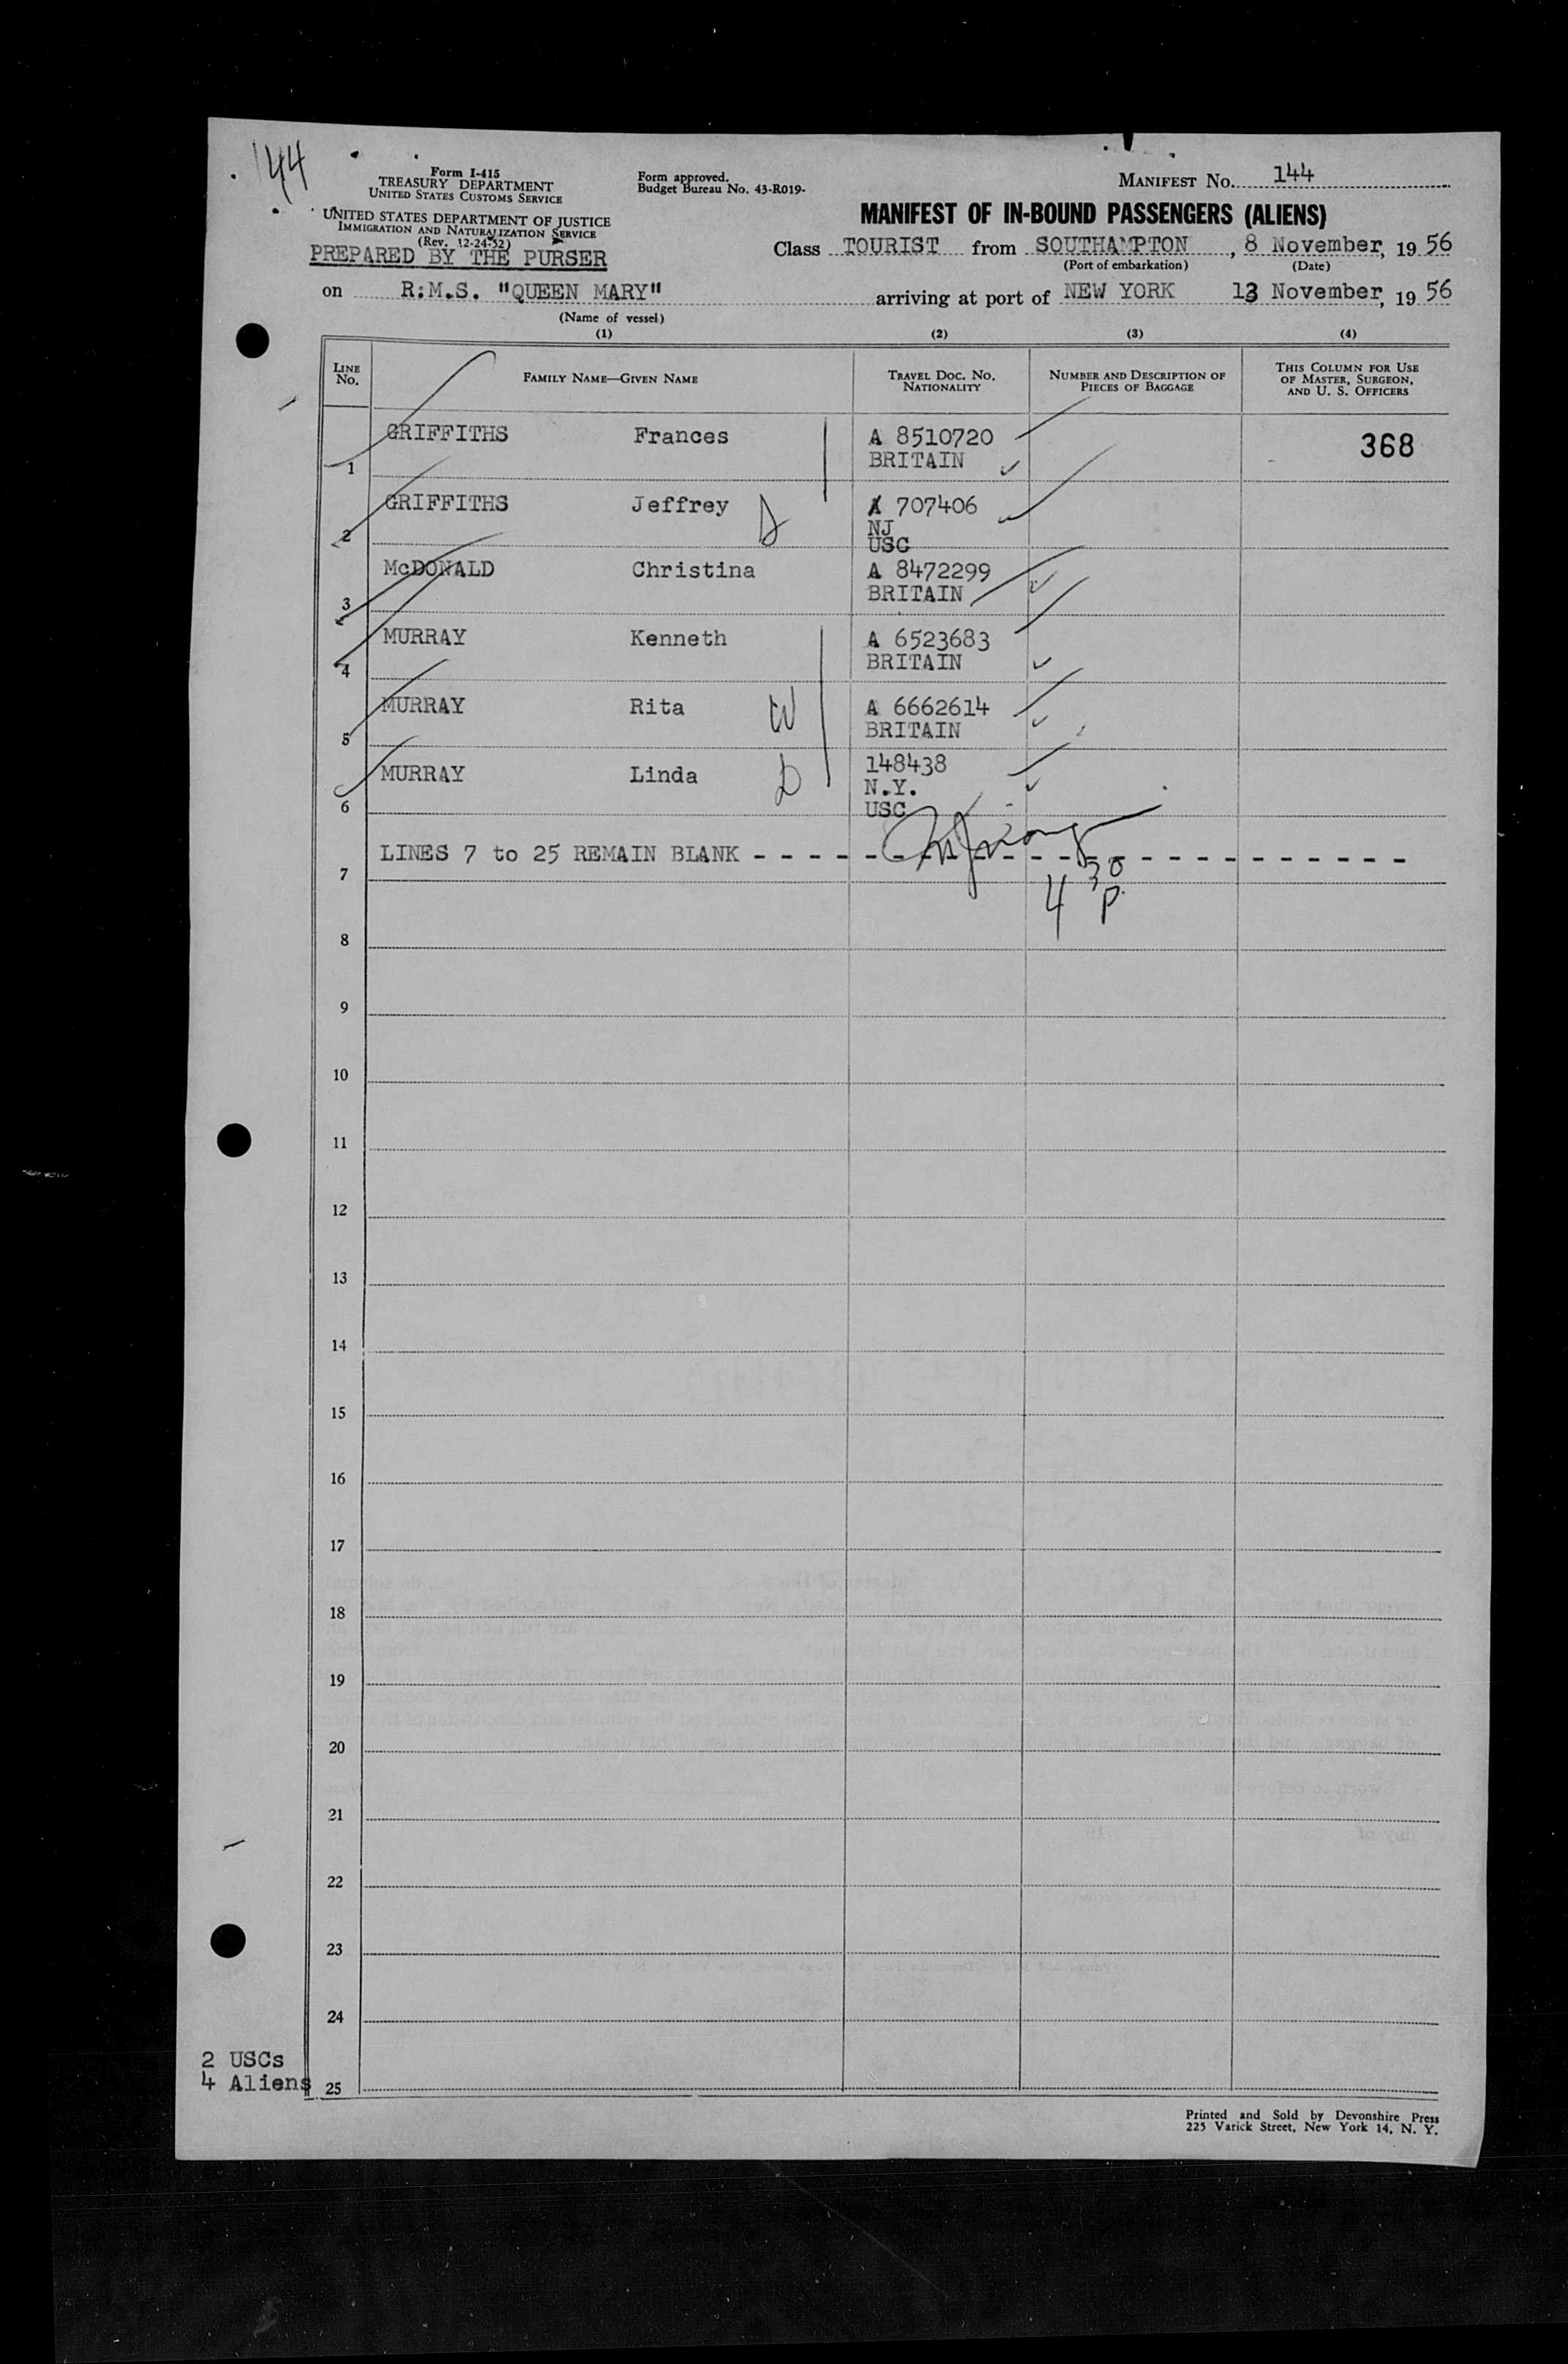 144
Form I-415
TREASURY DEPARTMENT
UNITED STATES CUSTOMS SERVICE
UNITED STATES DEPARTMENT OF JUSTICE
IMMIGRATION AND NATURALIZATION SERVICE
(Rev. 12-24-52)
PREPARED BY THE PURSER
Form approved.
Budget Bureau No. 43-R019-
MANIFEST NO. 144
MANIFEST OF IN-BOUND PASSENGERS (ALIENS)
Class TOURIST from SOUTHAMPTON, 8 November, 19 56
(Port of embarkation) (Date)
on R.M.S. "QUEEN MARY" arriving at port of NEW YORK 13 November, 19 56
(Name of vessel)
(1) (2) (3) (4)
LINE No. FAMILY NAME—GIVEN NAME TRAVEL DOC. NO. NATIONALITY NUMBER AND DESCRIPTION OF PIECES OF BAGGAGE THIS COLUMN FOR USE OF MASTER, SURGEON, AND U. S. OFFICERS
1 GRIFFITHS Frances A 8510720 BRITAIN 368
2 GRIFFITHS Jeffrey 707406 NJ USC
3 McDONALD Christina A 8472299 BRITAIN
4 MURRAY Kenneth A 6523683 BRITAIN
5 MURRAY Rita W A 6662614 BRITAIN
6 MURRAY Linda D 148438 N.Y. USC
7 LINES 7 to 25 REMAIN BLANK - - - - - - - - - - - - - - - - - - - - - - - -
4 30 P.
8
9
10
11
12
13
14
15
16
17
18
19
20
21
22
23
24
25
2 USCs
4 Aliens
Printed and Sold by Devonshire Press
225 Varick Street, New York 14, N. Y.